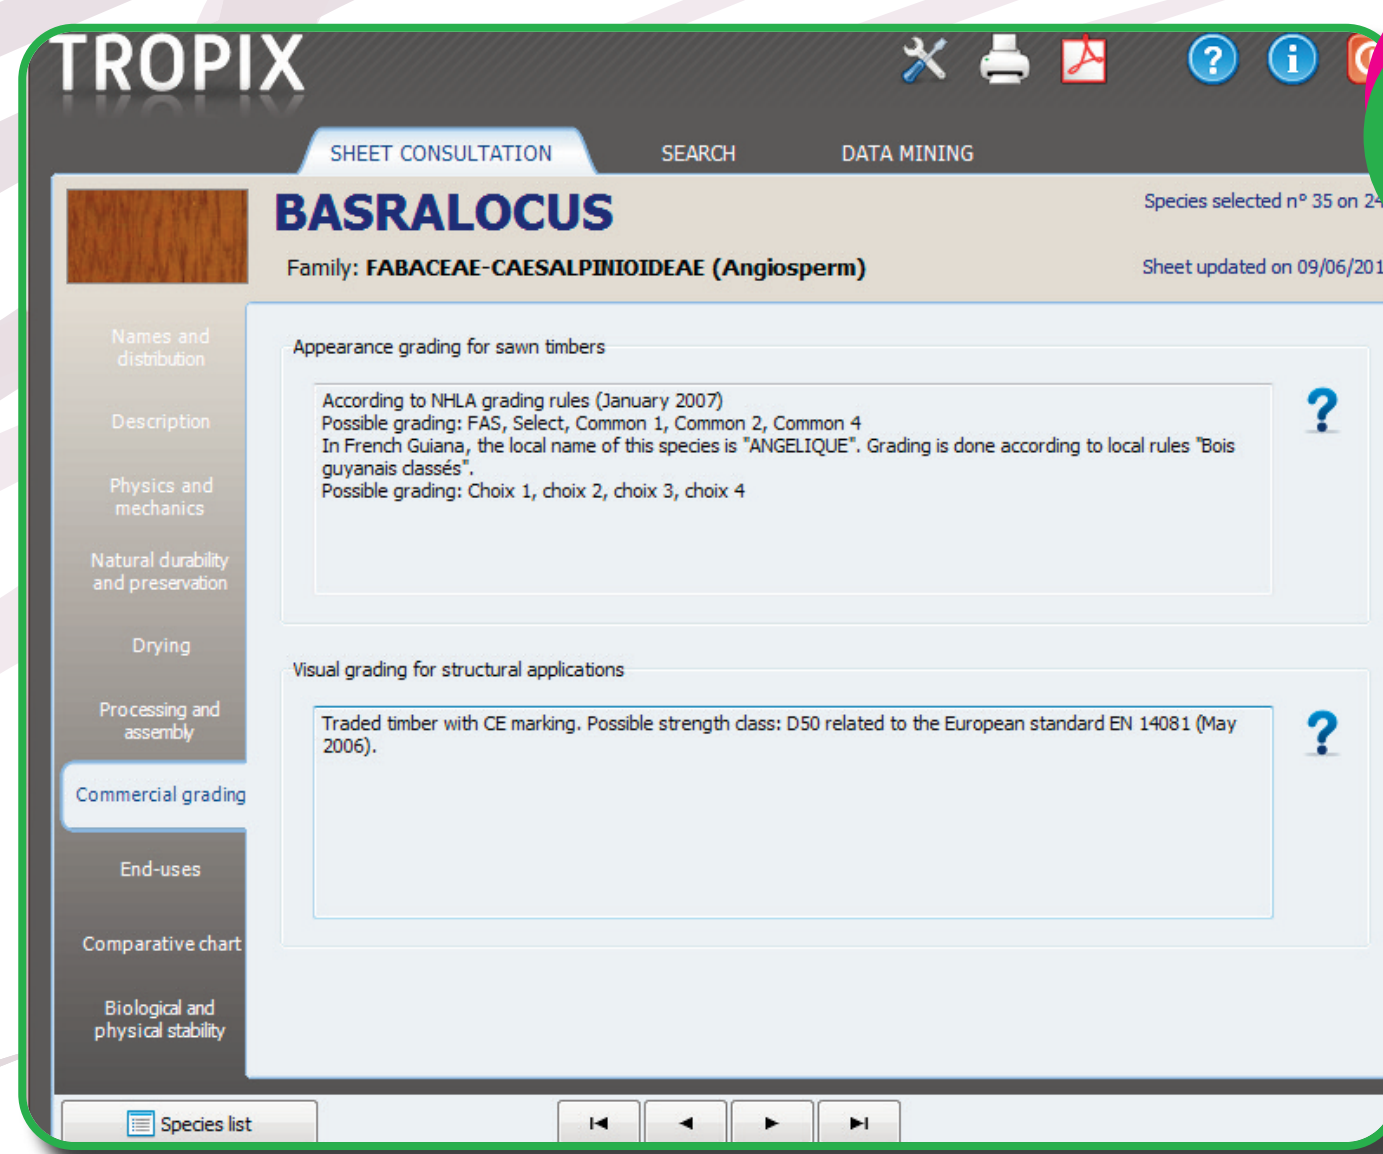 TROPIX
SHEET CONSULTATION
SEARCH
DATA MINING
BASRALOCUS
Species selected n° 35 on
Family: FABACEAE-CAESALPINIOIDEAE (Angiosperm)
Sheet updated on
Names and
distribution
Description
Physics and
mechanics
Natural durability
and preservation
Drying
Processing and
assembly
Commercial grading
End-uses
Comparative chart
Biological and
physical stability
Appearance grading for sawn timbers
According to NHLA grading rules (January 2007)
Possible grading: FAS, Select, Common 1, Common 2, Common 4
In French Guiana, the local name of this species is "ANGELIQUE". Grading is done according to local rules "Bois
guyanais classés".
Possible grading: Choix 1, choix 2, choix 3, choix 4
?
Visual grading for structural applications
Traded timber with CE marking. Possible strength class: D50 related to the European standard EN 14081 (May
2006).
?
Species list